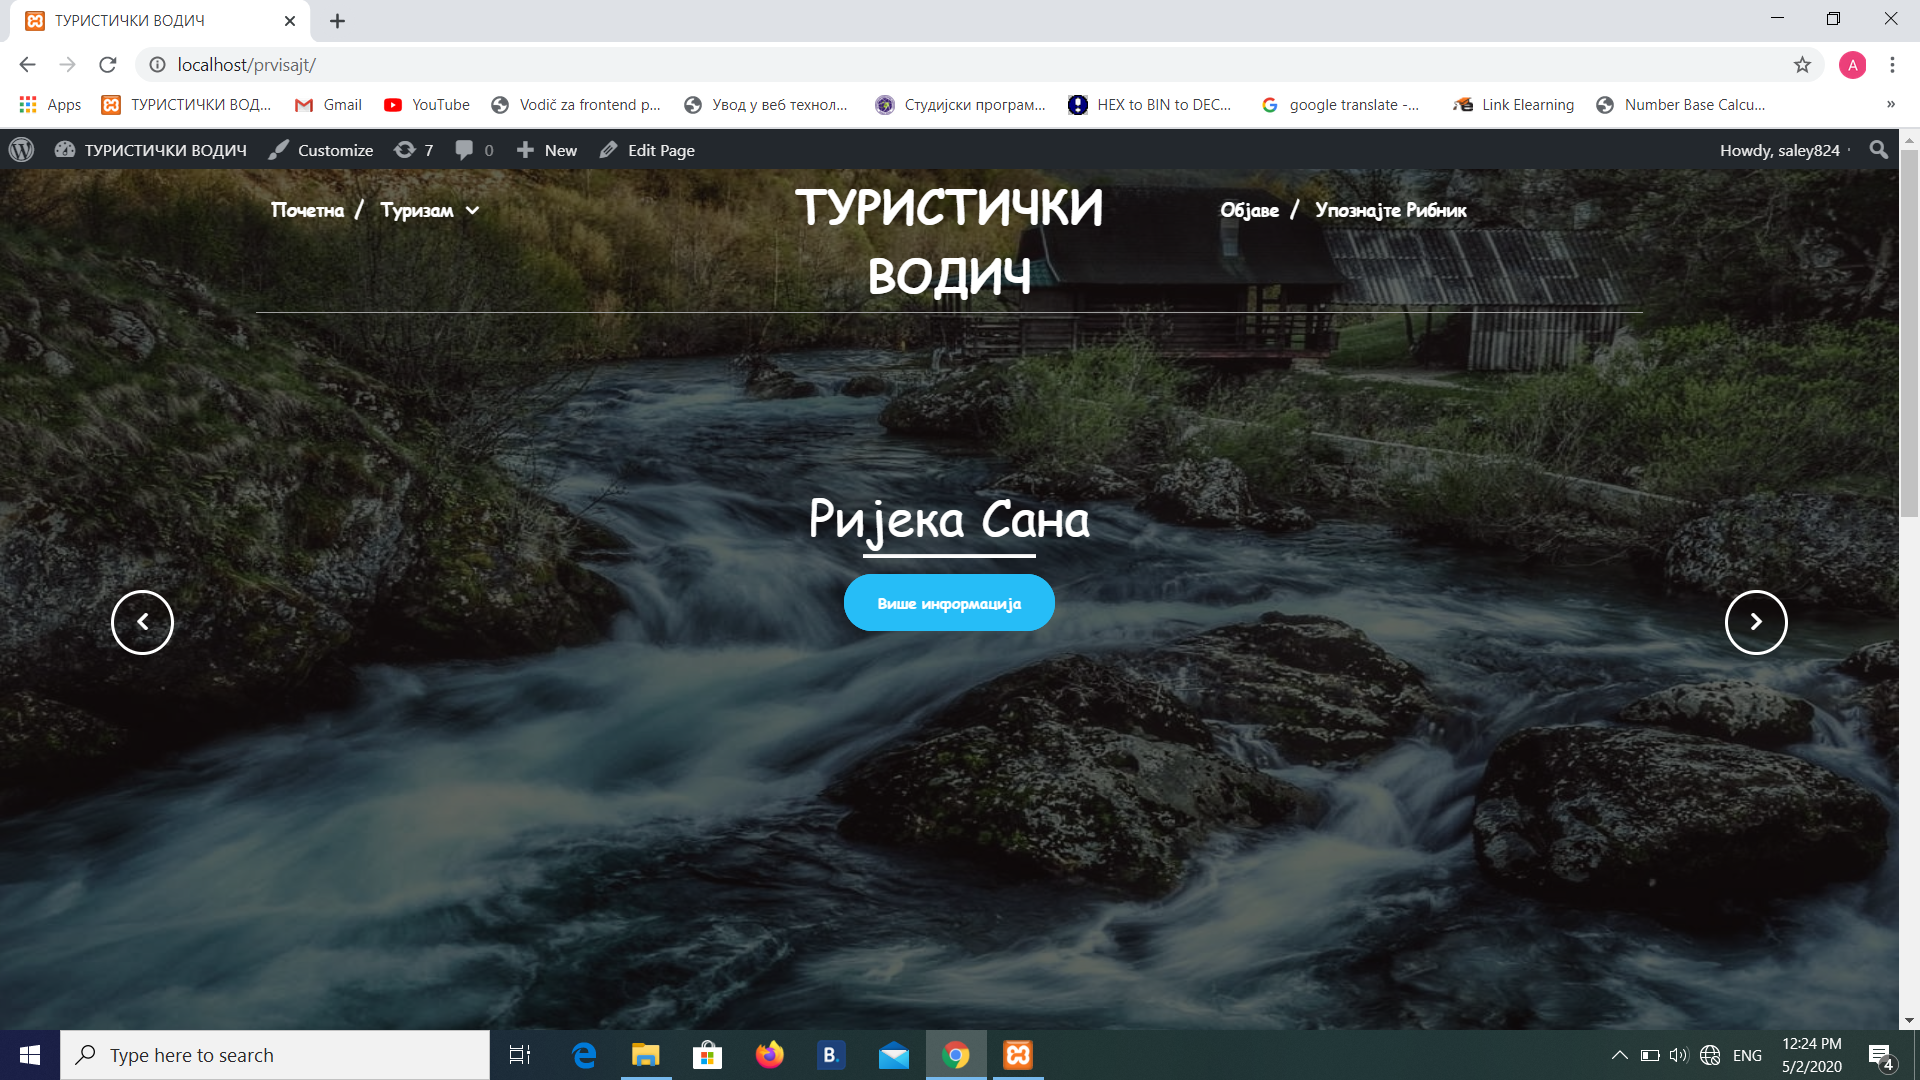 ТУРИСТИЧКИ ВОДИЧ
localhost/prvisajt/
A
Apps
ТУРИСТИЧКИ ВОД...
Gmail
YouTube
Vodič za frontend p...
Увод у веб технол...
Студијски програм...
HEX to BIN to DEC...
google translate -...
Link Elearning
Number Base Calcu...
»
ТУРИСТИЧКИ ВОДИЧ
Customize
7
0
New
Edit Page
Howdy, saley824
Почетна /
Туризам
ТУРИСТИЧКИ
ВОДИЧ
Објаве /
Упознајте Рибник
Ријека Сана
Више информација
Type here to search
B.
ENG
12:24 PM
5/2/2020
4